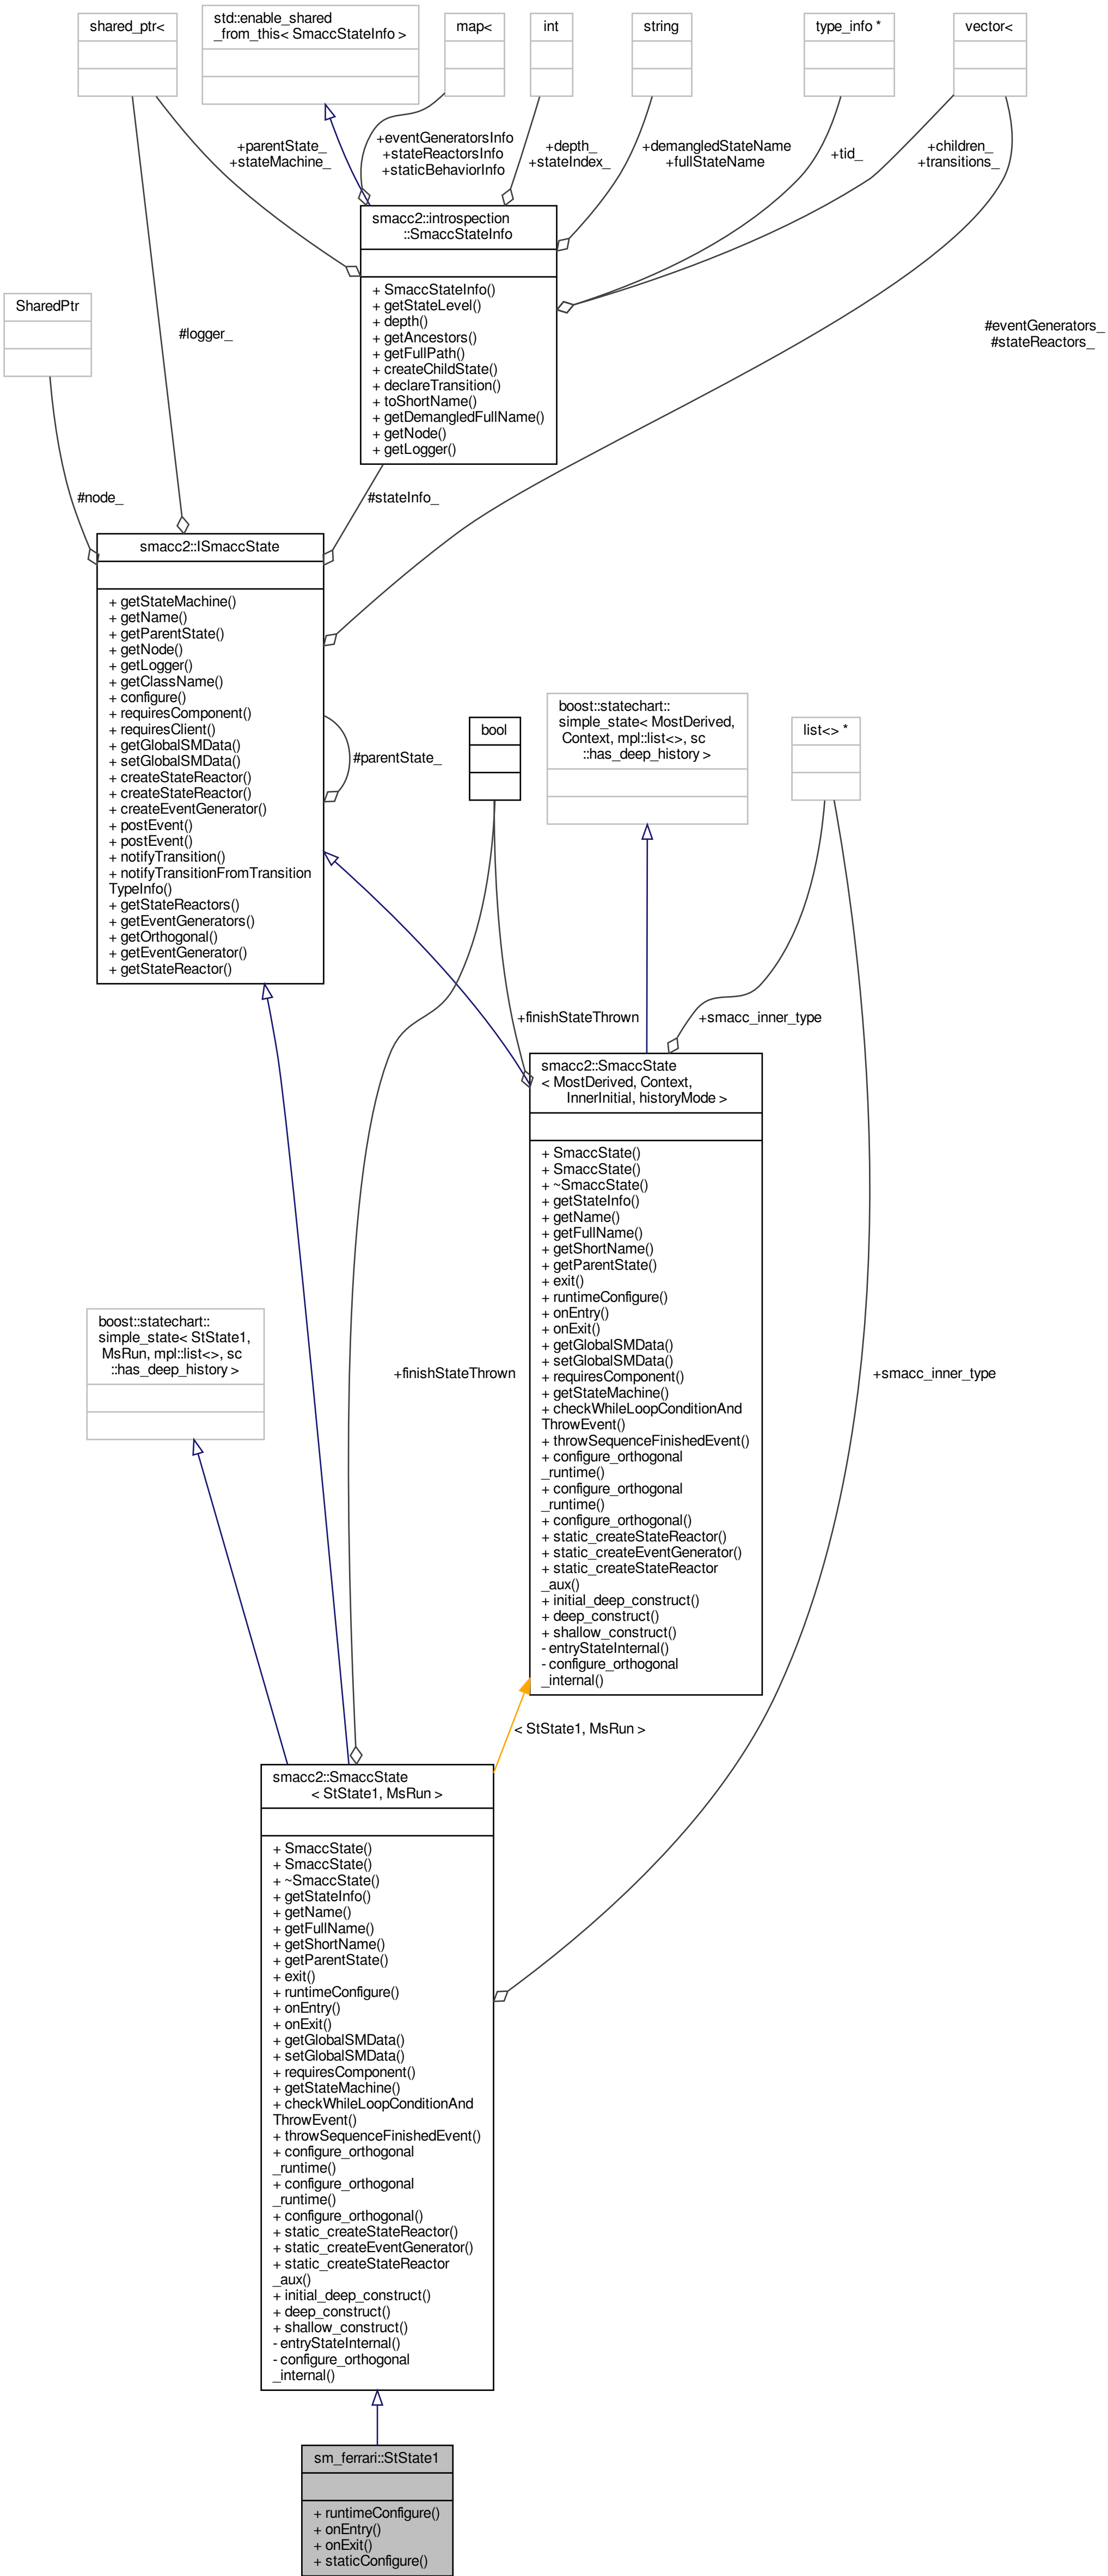 shared_ptr<
std::enable_shared
_from_this< SmaccStateInfo >
map<
int
string
type_info *
vector<
+parentState_
+stateMachine_
+eventGeneratorsInfo
+stateReactorsInfo
+staticBehaviorInfo
+depth_
+stateIndex_
+demangledStateName
+fullStateName
+tid_
+children_
+transitions_
smacc2::introspection
::SmaccStateInfo
+ SmaccStateInfo()
+ getStateLevel()
+ depth()
+ getAncestors()
+ getFullPath()
+ createChildState()
+ declareTransition()
+ toShortName()
+ getDemangledFullName()
+ getNode()
+ getLogger()
SharedPtr
#logger_
#eventGenerators_
#stateReactors_
#node_
#stateInfo_
smacc2::ISmaccState
+ getStateMachine()
+ getName()
+ getParentState()
+ getNode()
+ getLogger()
+ getClassName()
+ configure()
+ requiresComponent()
+ requiresClient()
+ getGlobalSMData()
+ setGlobalSMData()
+ createStateReactor()
+ createStateReactor()
+ createEventGenerator()
+ postEvent()
+ postEvent()
+ notifyTransition()
+ notifyTransitionFromTransition
TypeInfo()
+ getStateReactors()
+ getEventGenerators()
+ getOrthogonal()
+ getEventGenerator()
+ getStateReactor()
#parentState_
bool
boost::statechart::
simple_state< MostDerived,
Context, mpl::list<>, sc
::has_deep_history >
list<> *
+finishStateThrown
+smacc_inner_type
smacc2::SmaccState
< MostDerived, Context,
InnerInitial, historyMode >
+ SmaccState()
+ SmaccState()
+ ~SmaccState()
+ getStateInfo()
+ getName()
+ getFullName()
+ getShortName()
+ getParentState()
+ exit()
+ runtimeConfigure()
+ onEntry()
+ onExit()
+ getGlobalSMData()
+ setGlobalSMData()
+ requiresComponent()
+ getStateMachine()
+ checkWhileLoopConditionAnd
ThrowEvent()
+ throwSequenceFinishedEvent()
+ configure_orthogonal
_runtime()
+ configure_orthogonal
_runtime()
+ configure_orthogonal()
+ static_createStateReactor()
+ static_createEventGenerator()
+ static_createStateReactor
_aux()
+ initial_deep_construct()
+ deep_construct()
+ shallow_construct()
- entryStateInternal()
- configure_orthogonal
_internal()
boost::statechart::
simple_state< StState1,
MsRun, mpl::list<>, sc
::has_deep_history >
+finishStateThrown
+smacc_inner_type
< StState1, MsRun >
smacc2::SmaccState
< StState1, MsRun >
+ SmaccState()
+ SmaccState()
+ ~SmaccState()
+ getStateInfo()
+ getName()
+ getFullName()
+ getShortName()
+ getParentState()
+ exit()
+ runtimeConfigure()
+ onEntry()
+ onExit()
+ getGlobalSMData()
+ setGlobalSMData()
+ requiresComponent()
+ getStateMachine()
+ checkWhileLoopConditionAnd
ThrowEvent()
+ throwSequenceFinishedEvent()
+ configure_orthogonal
_runtime()
+ configure_orthogonal
_runtime()
+ configure_orthogonal()
+ static_createStateReactor()
+ static_createEventGenerator()
+ static_createStateReactor
_aux()
+ initial_deep_construct()
+ deep_construct()
+ shallow_construct()
- entryStateInternal()
- configure_orthogonal
_internal()
sm_ferrari::StState1
+ runtimeConfigure()
+ onEntry()
+ onExit()
+ staticConfigure()